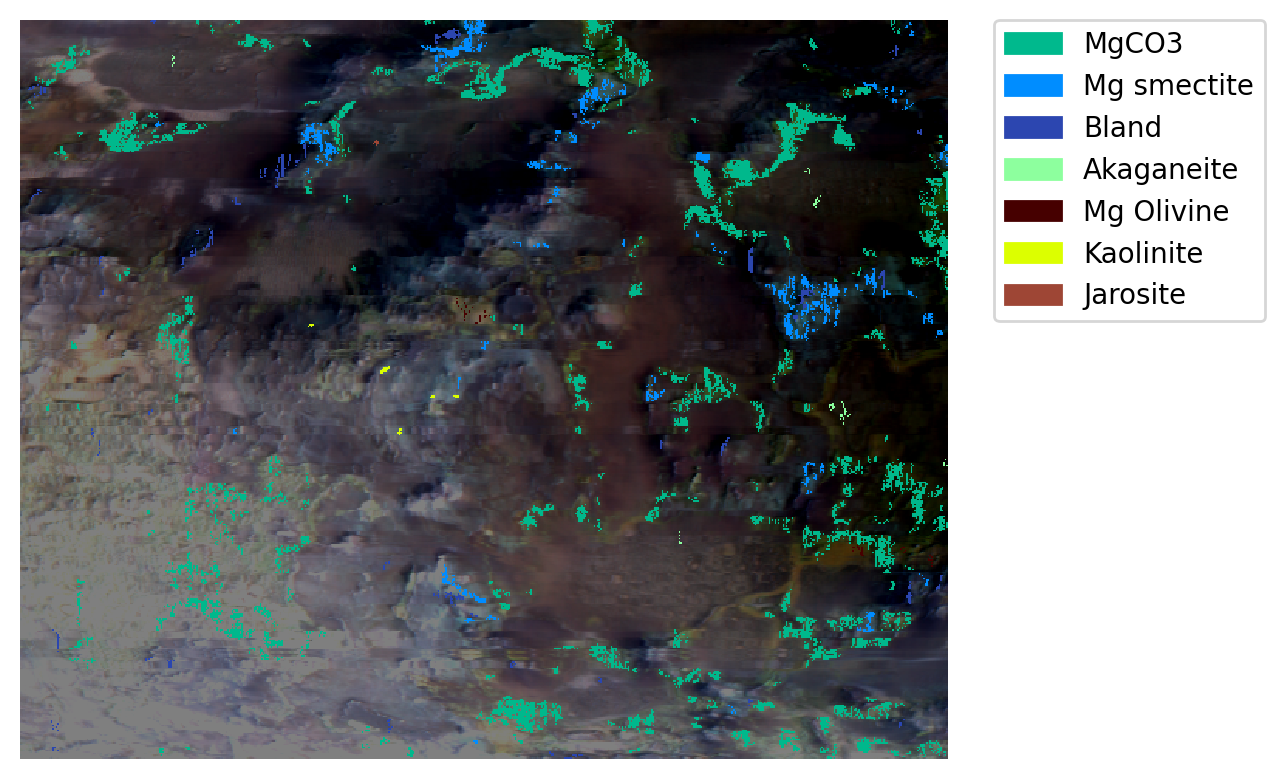 MgCO3
Mg smectite
Bland
Akaganeite
Mg Olivine
Kaolinite
Jarosite